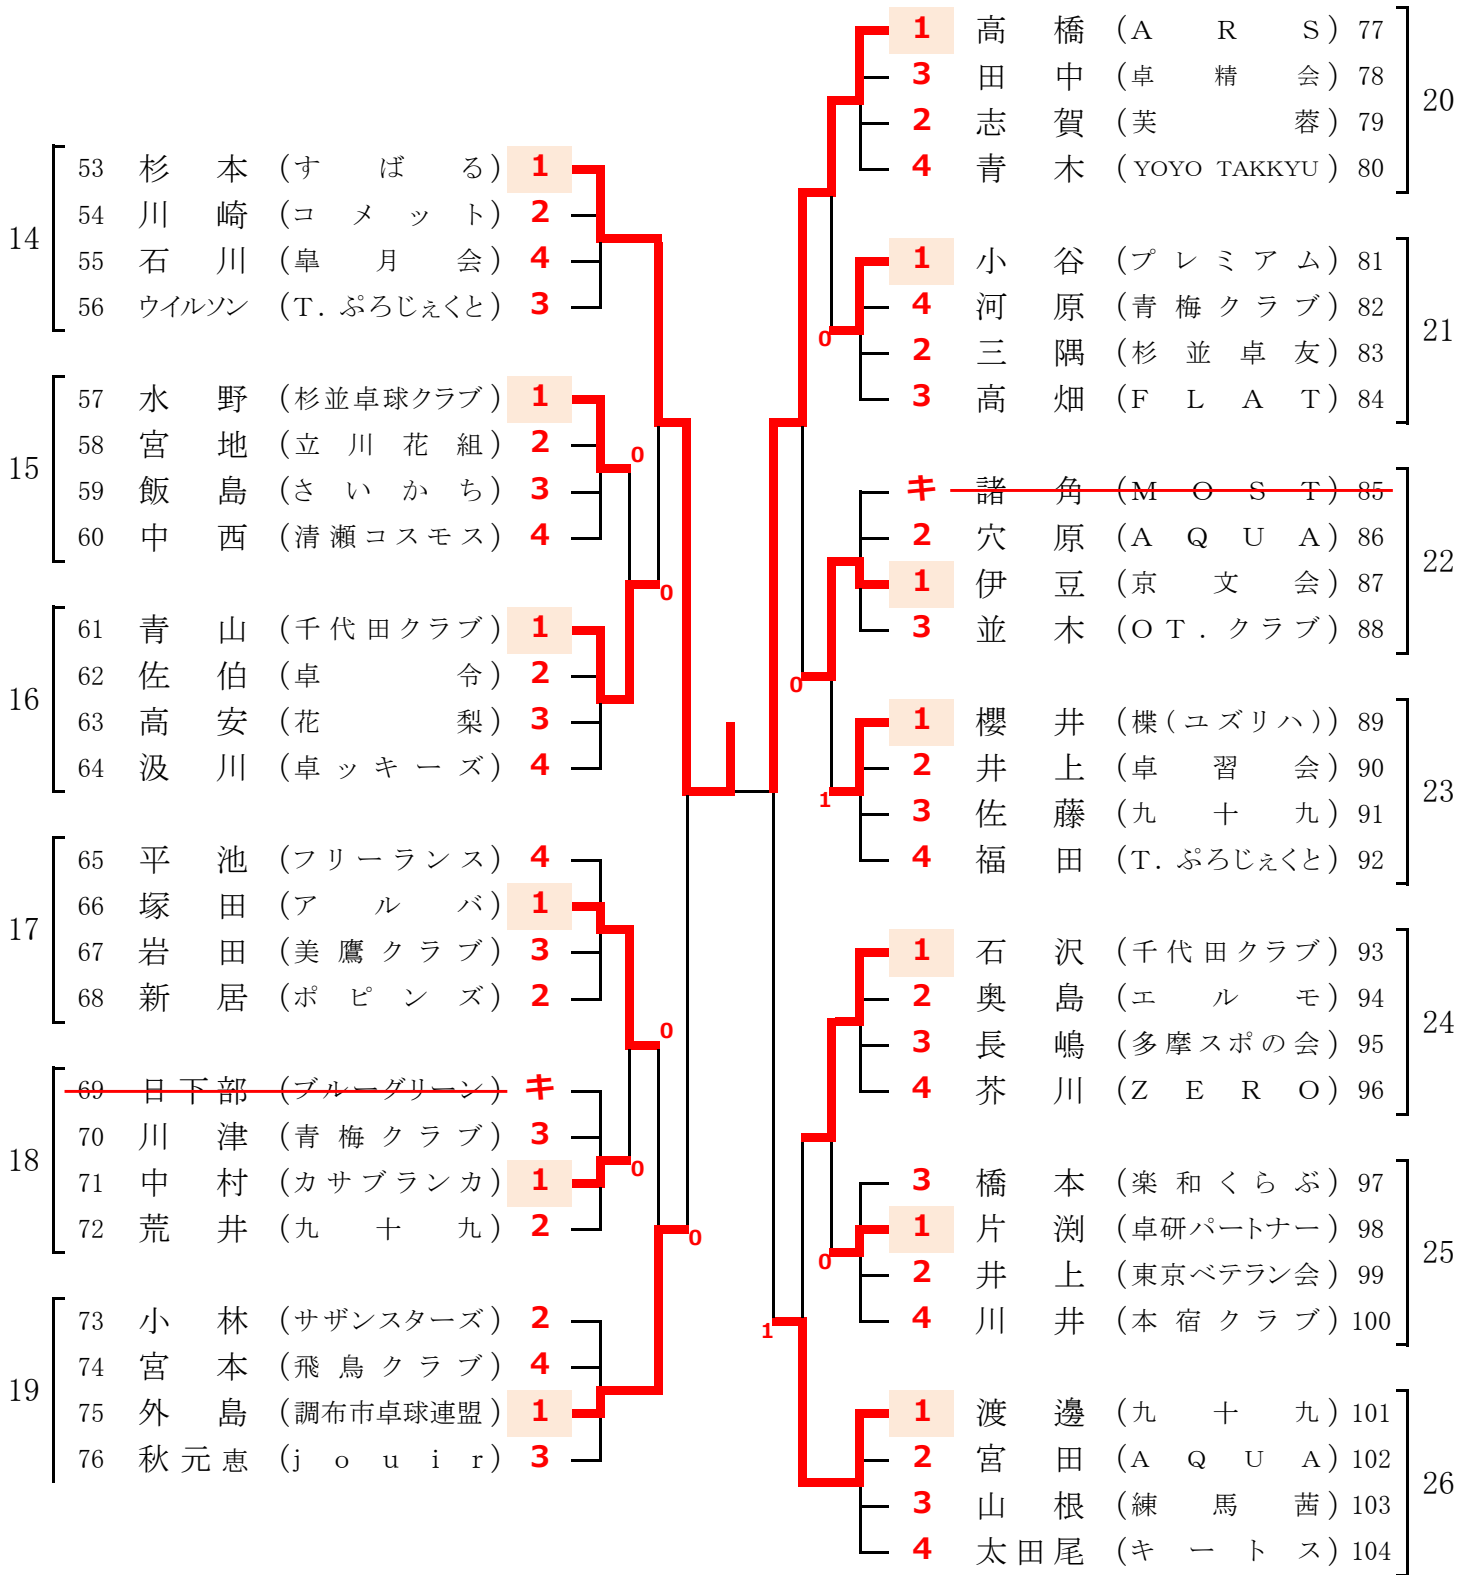 14
53 杉本 (すばる) 1
54 川崎 (コメット) 2
55 石川 (皐月会) 4
56 ウイルソン (T.ぷろじぇくと) 3
15
57 水野 (杉並卓球クラブ) 1
58 宮地 (立川花組) 2
59 飯島 (さいかち) 3
60 中西 (清瀬コスモス) 4
0
0
16
61 青山 (千代田クラブ) 1
62 佐伯 (卓令) 2
63 高安 (花梨) 3
64 汲川 (卓ッキーズ) 4
17
65 平池 (フリーランス) 4
66 塚田 (アルバ) 1
67 岩田 (美鷹クラブ) 3
68 新居 (ポピンズ) 2
0
18
69 日下部 (ブルーグリーン) キ
70 川津 (青梅クラブ) 3
71 中村 (カサブランカ) 1
72 荒井 (九十九) 2
0
0
19
73 小林 (サザンスターズ) 2
74 宮本 (飛鳥クラブ) 4
75 外島 (調布市卓球連盟) 1
76 秋元恵 (jouir) 3
1 高橋 (ARS) 77
3 田中 (卓精会) 78
2 志賀 (芙蓉) 79
4 青木 (YOYO TAKKYU) 80
20
1 小谷 (プレミアム) 81
4 河原 (青梅クラブ) 82
2 三隅 (杉並卓友) 83
3 高畑 (FLAT) 84
21
0
キ 諸角 (MOST) 85
2 穴原 (AQUA) 86
1 伊豆 (京文会) 87
3 並木 (OT.クラブ) 88
22
0
1 櫻井 (楪(ユズリハ)) 89
2 井上 (卓習会) 90
3 佐藤 (九十九) 91
4 福田 (T.ぷろじぇくと) 92
23
1
1 石沢 (千代田クラブ) 93
2 奥島 (エルモ) 94
3 長嶋 (多摩スポの会) 95
4 芥川 (ZERO) 96
24
3 橋本 (楽和くらぶ) 97
1 片渕 (卓研パートナー) 98
2 井上 (東京ベテラン会) 99
4 川井 (本宿クラブ) 100
25
0
1
1 渡邊 (九十九) 101
2 宮田 (AQUA) 102
3 山根 (練馬茜) 103
4 太田尾 (キートス) 104
26